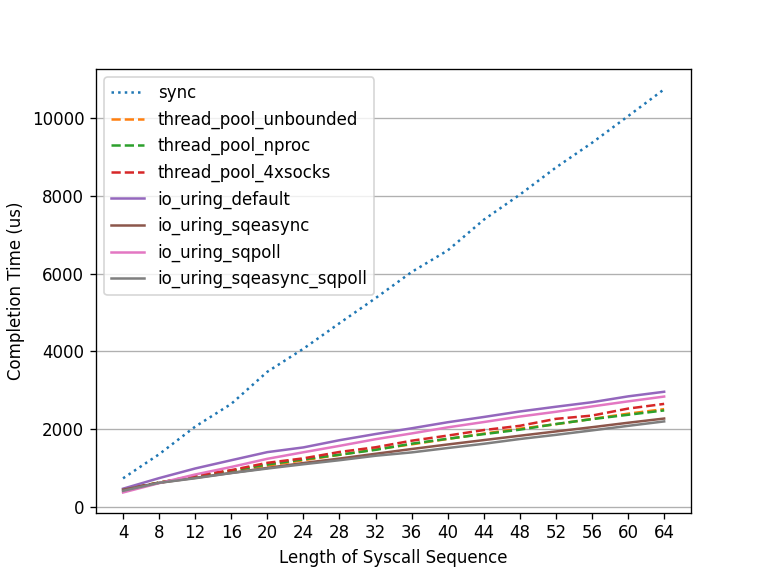 sync
thread_pool_unbounded
thread_pool_nproc
thread_pool_4xsocks
io_uring_default
io_uring_sqeasync
io_uring_sqpoll
io_uring_sqeasync_sqpoll
Completion Time (us)
10000
8000
6000
4000
2000
0
4 8 12 16 20 24 28 32 36 40 44 48 52 56 60 64
Length of Syscall Sequence